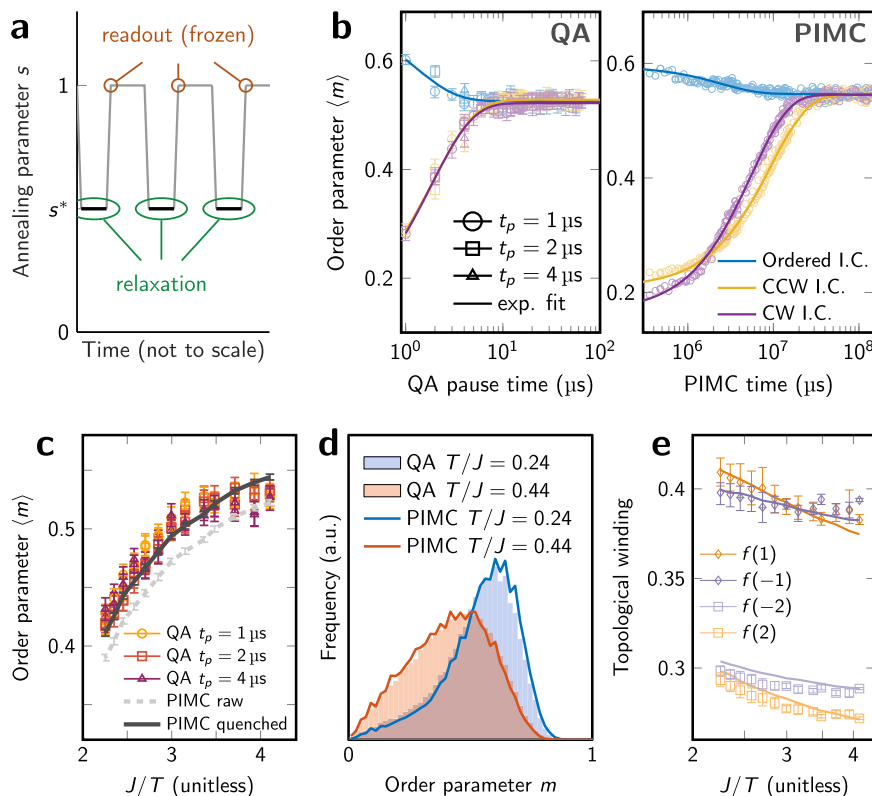 a
readout (frozen)
Annealing parameter s
1
s*
0
relaxation
Time (not to scale)
b
QA
Order parameter ⟨m⟩
0.6
0.4
0.2
t_p = 1 µs
t_p = 2 µs
t_p = 4 µs
exp. fit
10^0
10^1
10^2
QA pause time (µs)
PIMC
0.6
0.4
0.2
Ordered I.C.
CCW I.C.
CW I.C.
10^6
10^7
10^8
PIMC time (µs)
c
Order parameter ⟨m⟩
0.5
0.4
QA t_p = 1 µs
QA t_p = 2 µs
QA t_p = 4 µs
PIMC raw
PIMC quenched
2
3
4
J/T (unitless)
d
Frequency (a.u.)
QA T/J = 0.24
QA T/J = 0.44
PIMC T/J = 0.24
PIMC T/J = 0.44
0
1
Order parameter m
e
Topological winding
0.4
0.35
0.3
f(1)
f(−1)
f(−2)
f(2)
2
3
4
J/T (unitless)